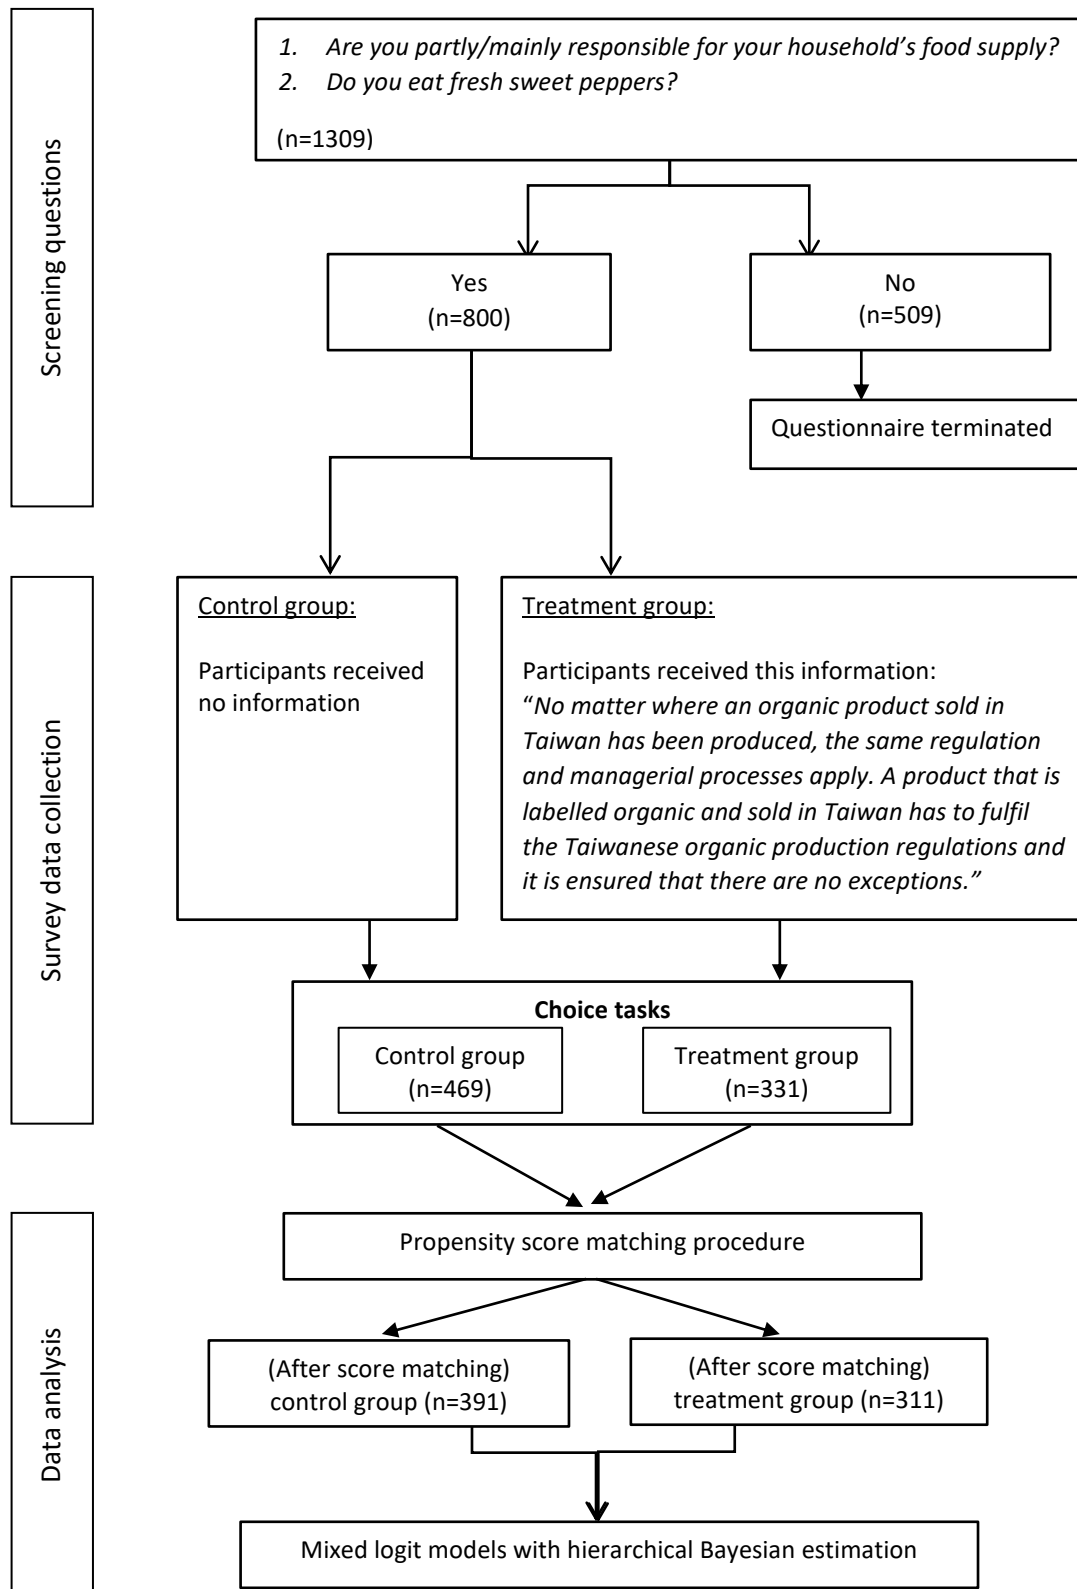 Screening questions
1. Are you partly/mainly responsible for your household's food supply?
2. Do you eat fresh sweet peppers?
(n=1309)
Yes
(n=800)
No
(n=509)
Questionnaire terminated
Survey data collection
Control group:
Participants received
no information
Treatment group:
Participants received this information:
“No matter where an organic product sold in
Taiwan has been produced, the same regulation
and managerial processes apply. A product that is
labelled organic and sold in Taiwan has to fulfil
the Taiwanese organic production regulations and
it is ensured that there are no exceptions.”
Choice tasks
Control group
(n=469)
Treatment group
(n=331)
Data analysis
Propensity score matching procedure
(After score matching)
control group (n=391)
(After score matching)
treatment group (n=311)
Mixed logit models with hierarchical Bayesian estimation